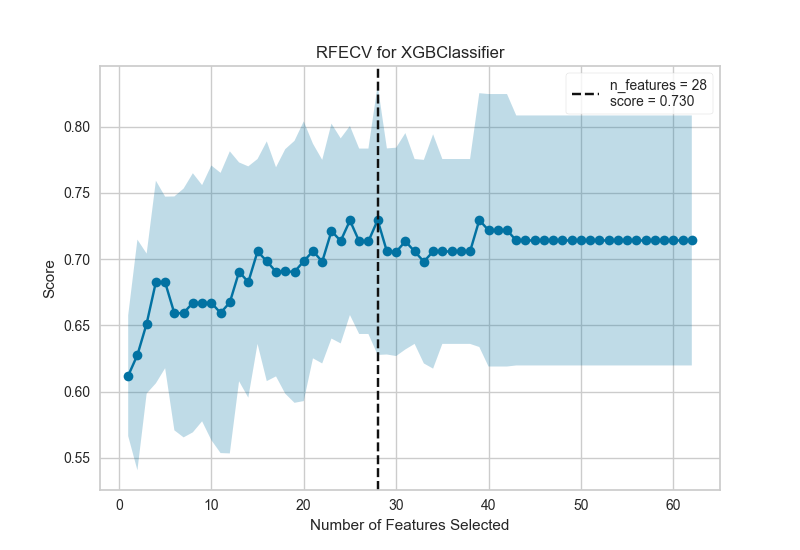 RFECV for XGBClassifier
n_features = 28
score = 0.730
0.80
0.75
0.70
0.65
0.60
0.55
Score
0 10 20 30 40 50 60
Number of Features Selected